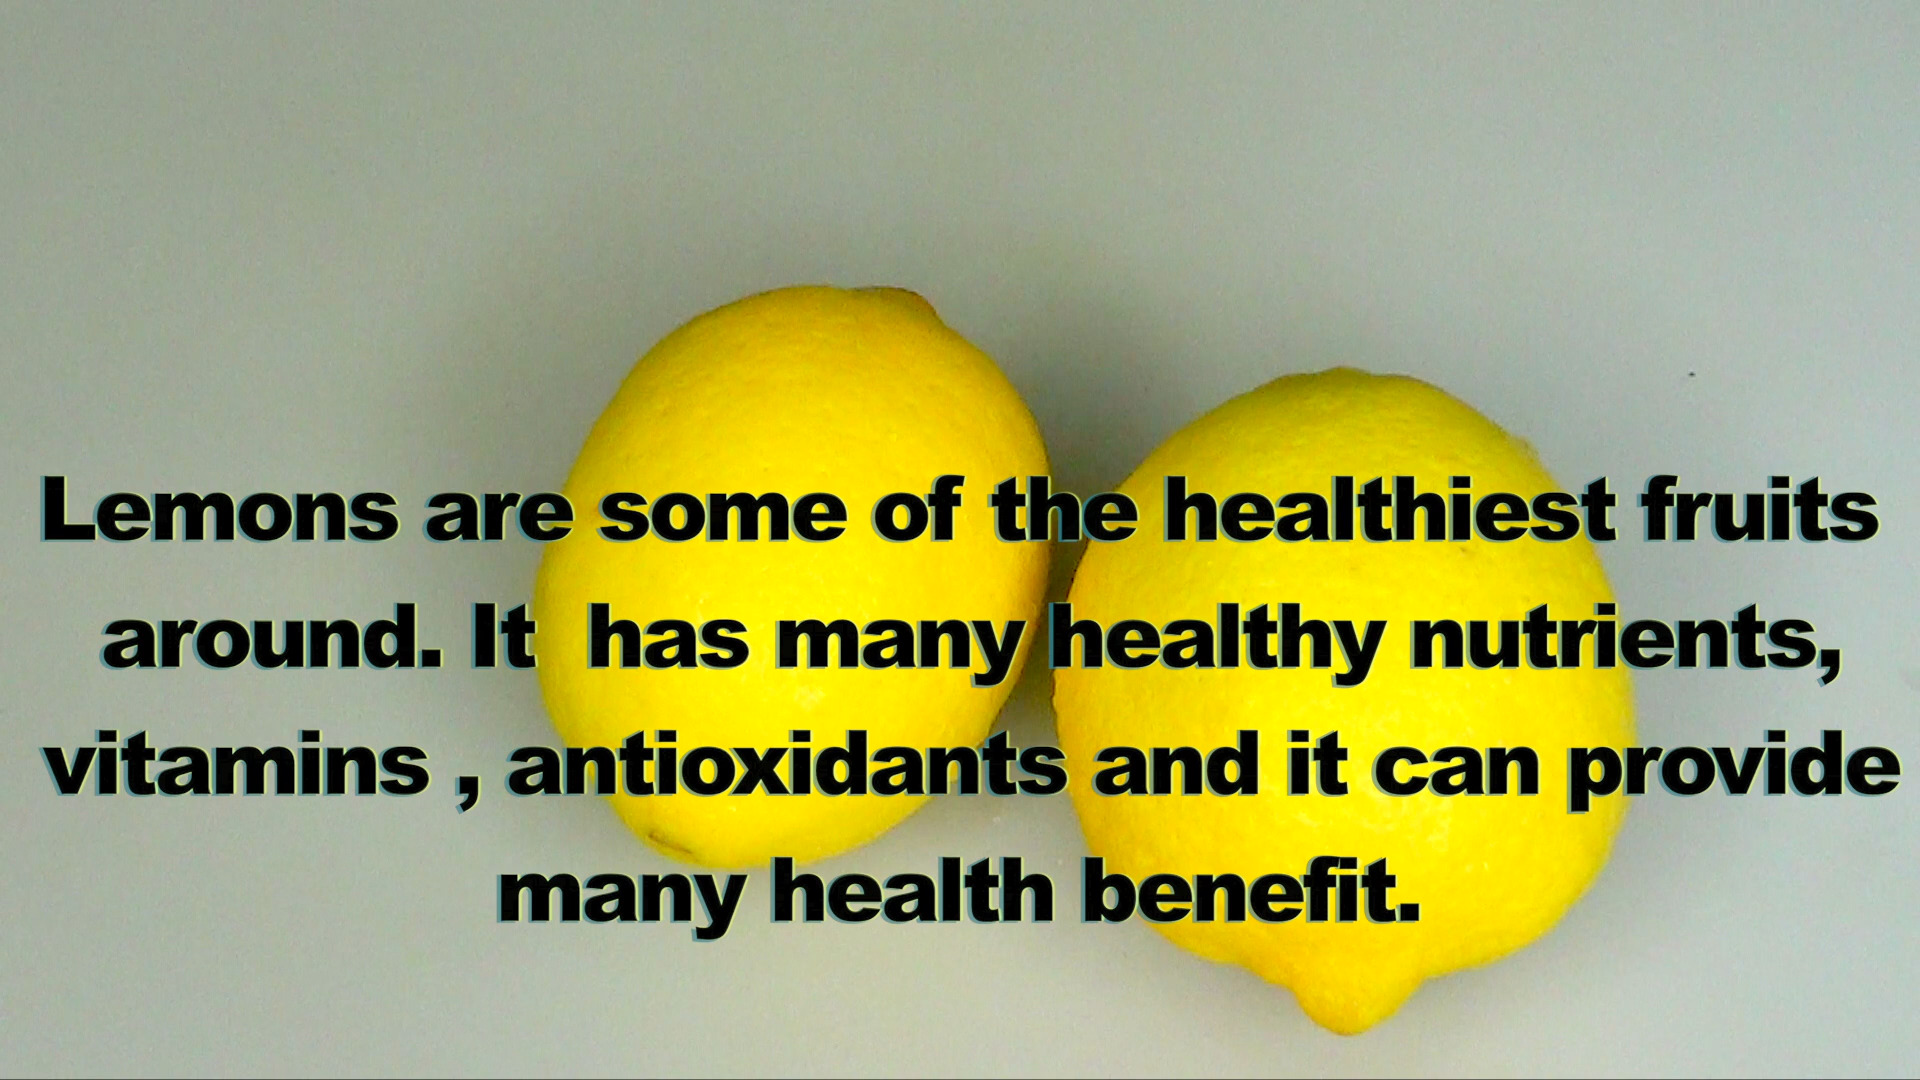 Lemons are some of the healthiest fruits
around. It  has many healthy nutrients,
vitamins , antioxidants and it can provide
many health benefit.